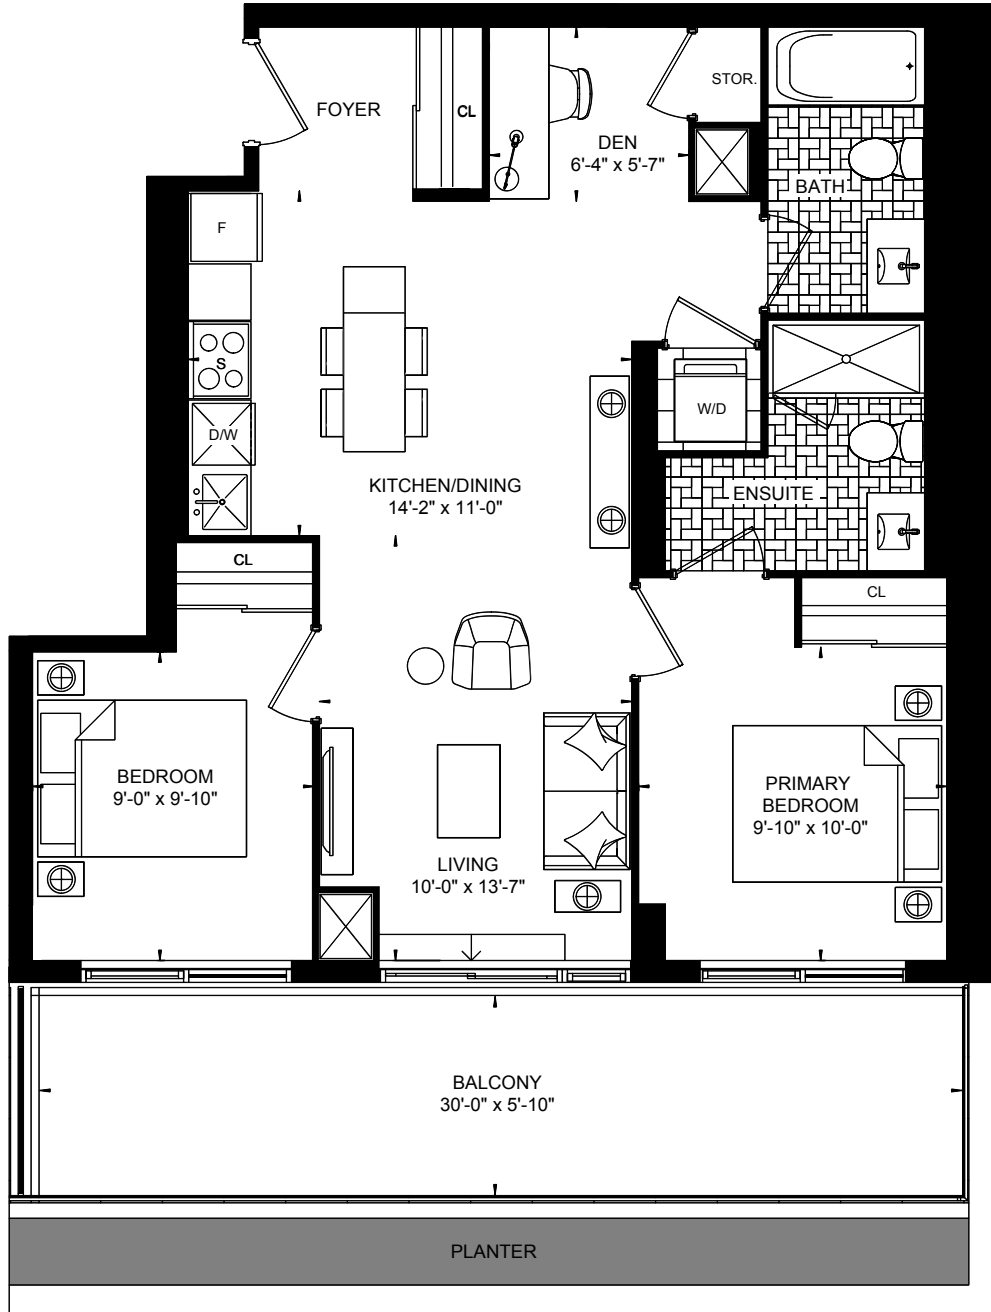 FOYER
CL
STOR.
DEN
6'-4" x 5'-7"
BATH
F
S
D/W
W/D
KITCHEN/DINING
14'-2" x 11'-0"
ENSUITE
CL
CL
BEDROOM
9'-0" x 9'-10"
PRIMARY
BEDROOM
9'-10" x 10'-0"
LIVING
10'-0" x 13'-7"
BALCONY
30'-0" x 5'-10"
PLANTER